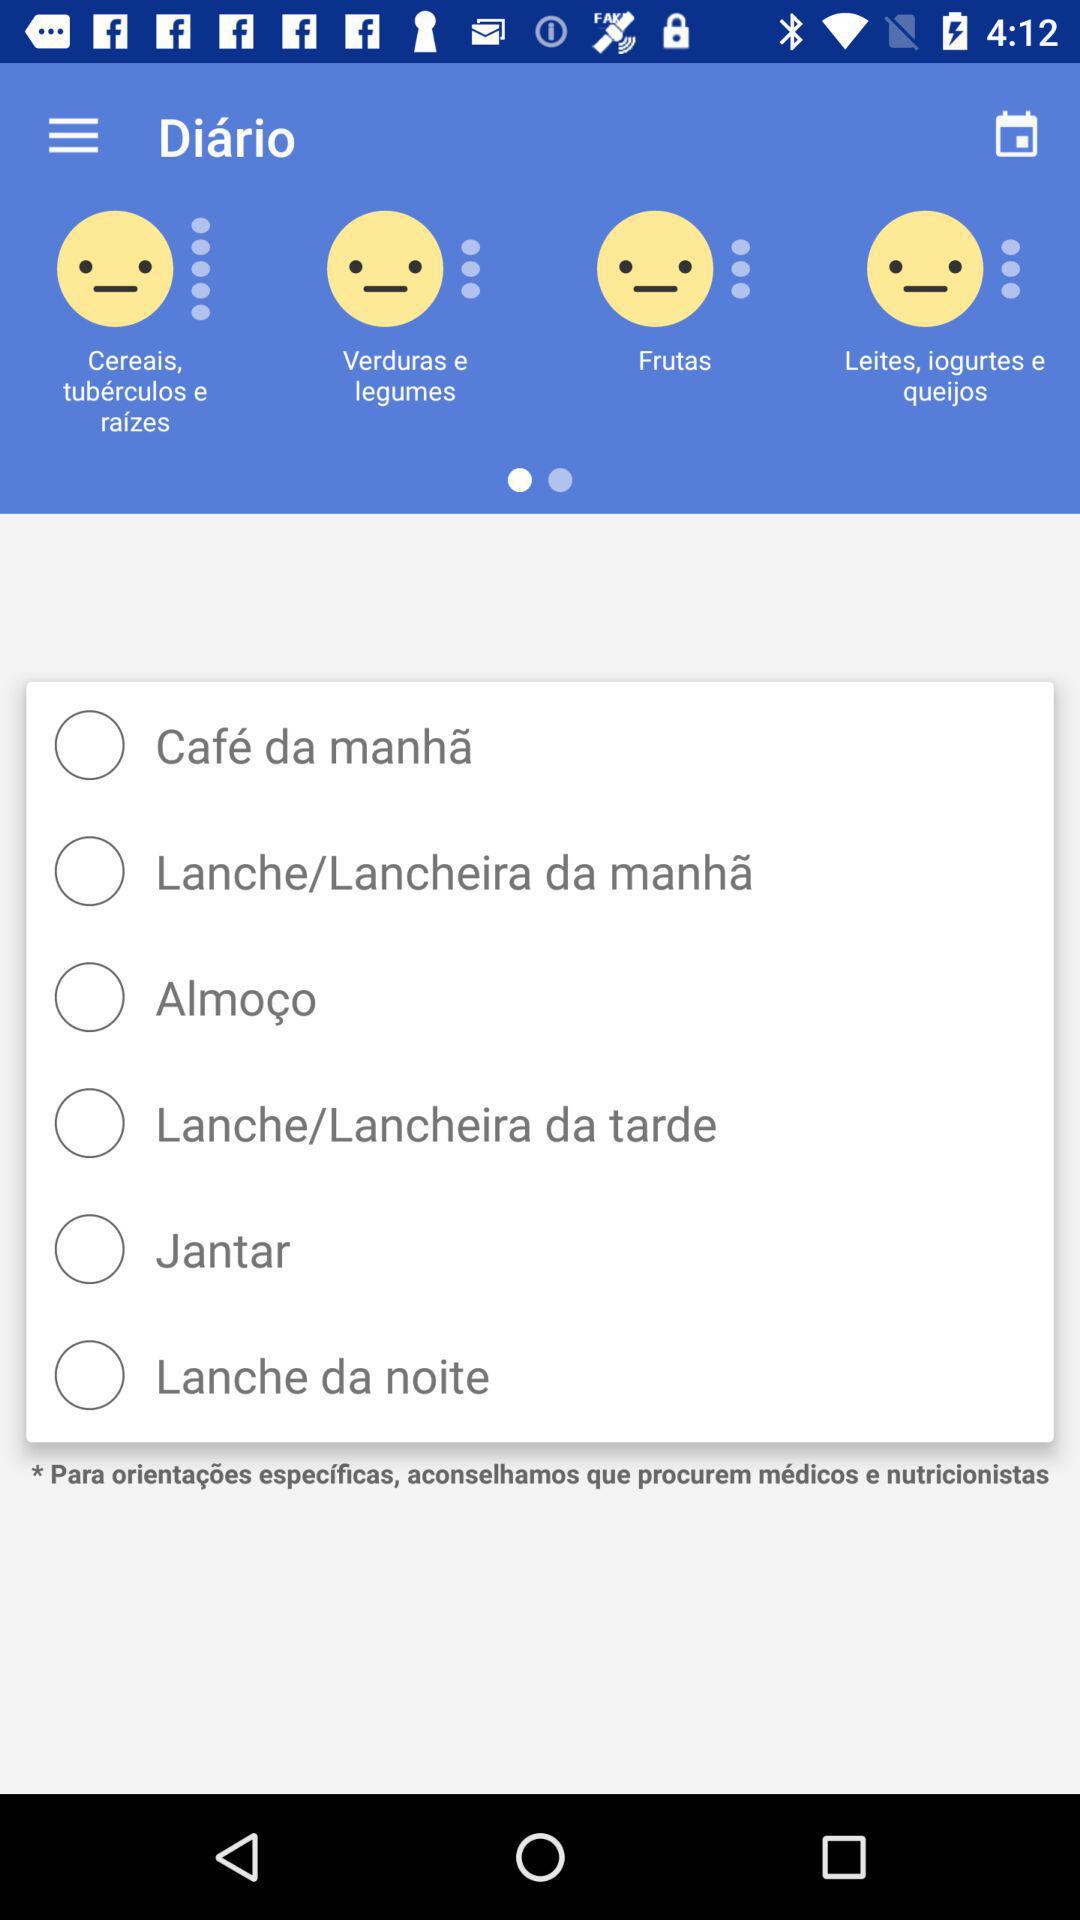 FAKE
4:12
Diário
Cereais,
tubérculos e
raízes
Verduras e
legumes
Frutas
Leites, iogurtes e
queijos
Café da manhã
Lanche/Lancheira da manhã
Almoço
Lanche/Lancheira da tarde
Jantar
Lanche da noite
* Para orientações específicas, aconselhamos que procurem médicos e nutricionistas